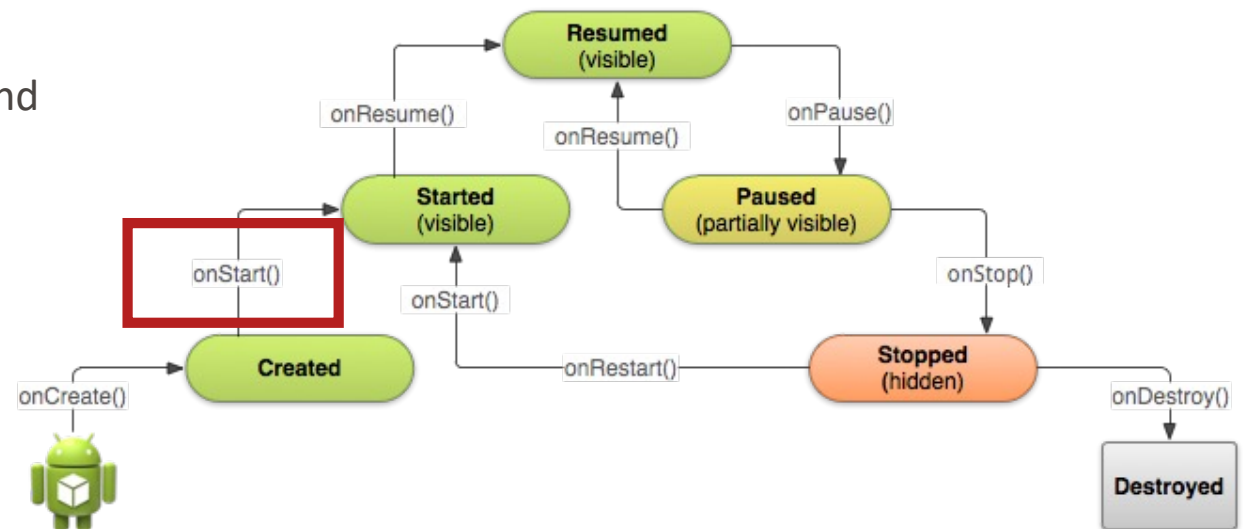 Resumed
(visible)
nd
onResume()
onResume()
onPause()
Started
(visible)
Paused
(partially visible)
onStart()
onStart()
onStop()
Created
onRestart()
Stopped
(hidden)
onCreate()
onDestroy()
Destroyed